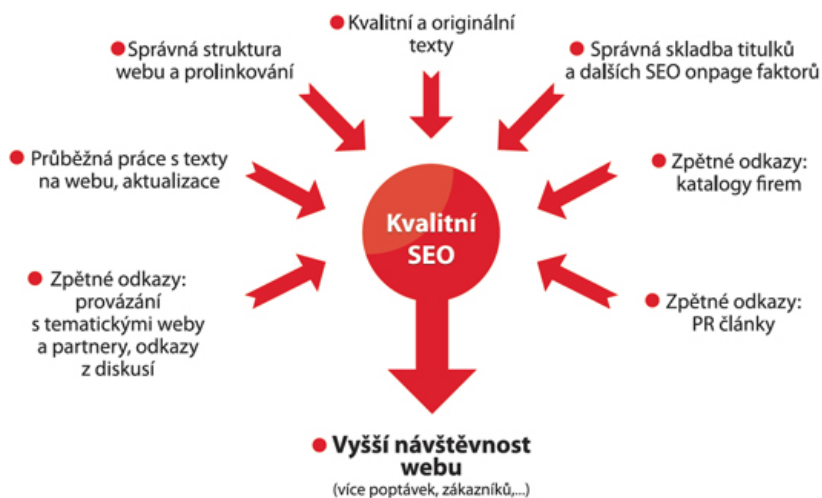 Kvalitní a originální
texty
Správná struktura
webu a prolinkování
Správná skladba titulků
a dalších SEO onpage faktorů
Průběžná práce s texty
na webu, aktualizace
Zpětné odkazy:
katalogy firem
Kvalitní
SEO
Zpětné odkazy:
provázání
s tematickými weby
a partnery, odkazy
z diskusí
Zpětné odkazy:
PR články
Vyšší návštěvnost
webu
(více poptávek, zákazníků,...)